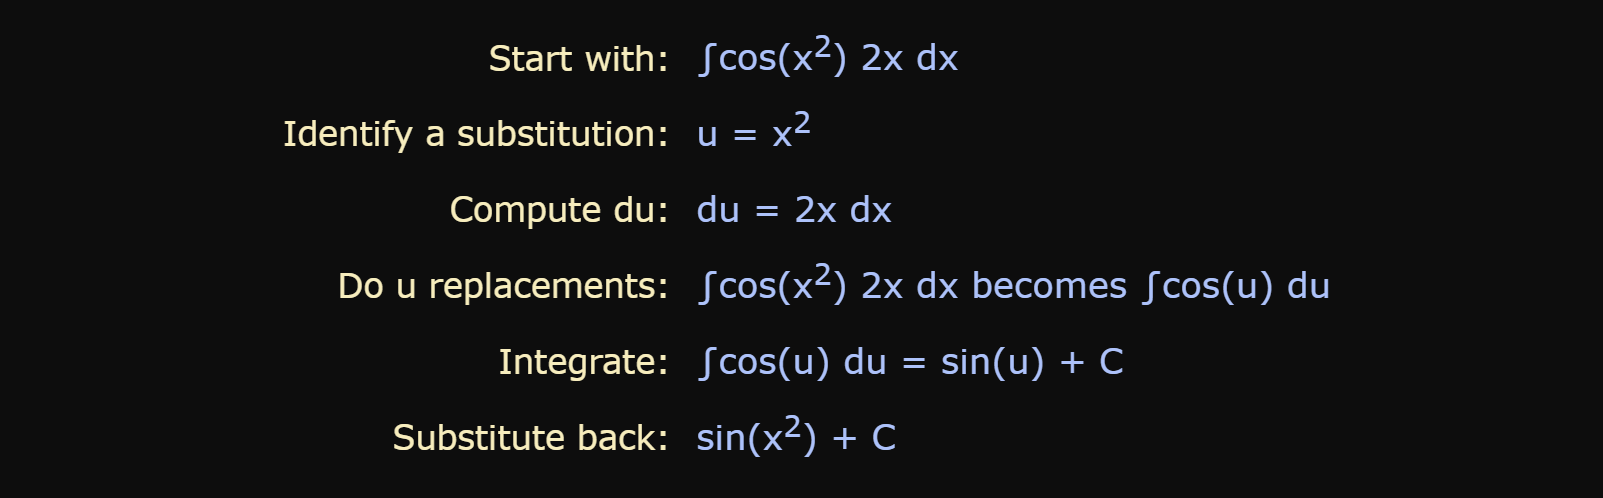 Start with: ∫cos(x²) 2x dx
Identify a substitution: u = x²
Compute du: du = 2x dx
Do u replacements: ∫cos(x²) 2x dx becomes ∫cos(u) du
Integrate: ∫cos(u) du = sin(u) + C
Substitute back: sin(x²) + C